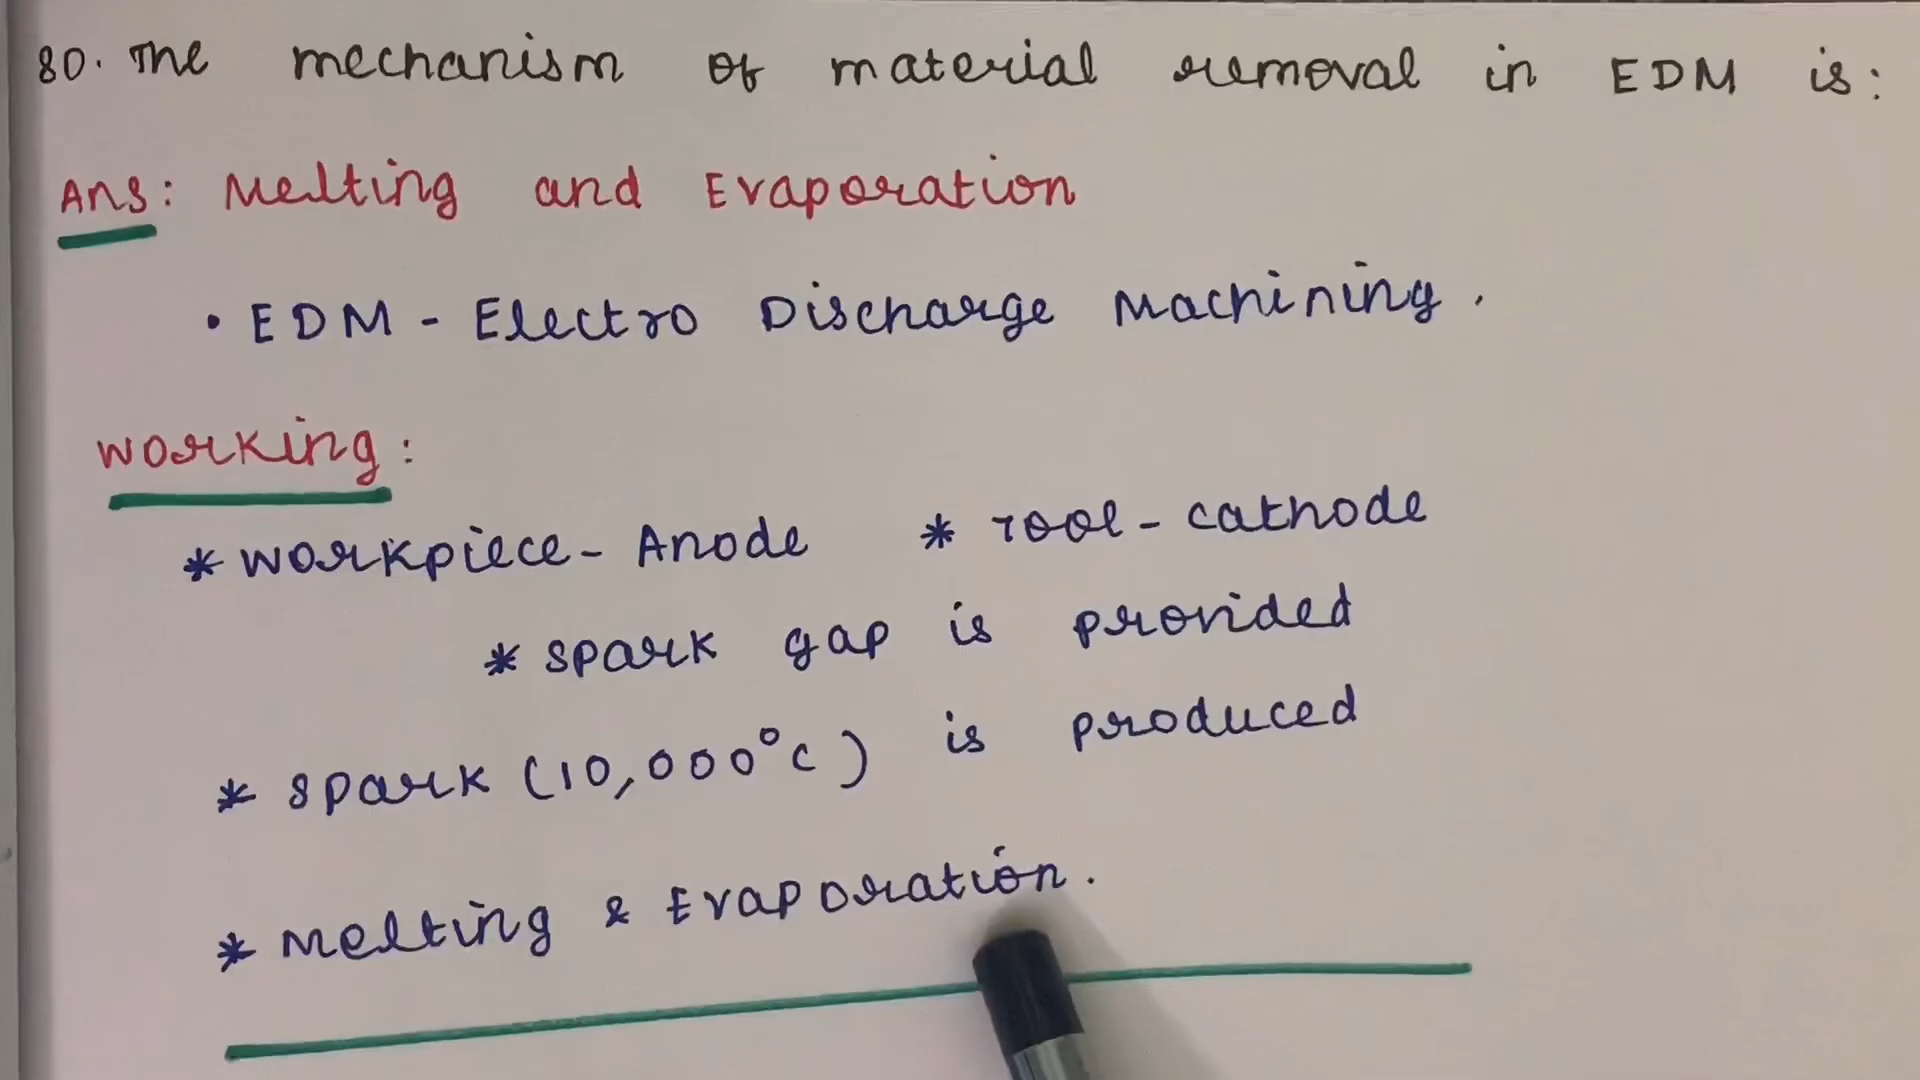 80. The mechanism of material removal in EDM is:
Ans: Melting and Evaporation
• EDM - Electro Discharge Machining.
Working:
* Workpiece - Anode * Tool - Cathode
* Spark gap is provided
* Spark (10,000°C) is produced
* Melting & Evaporation.